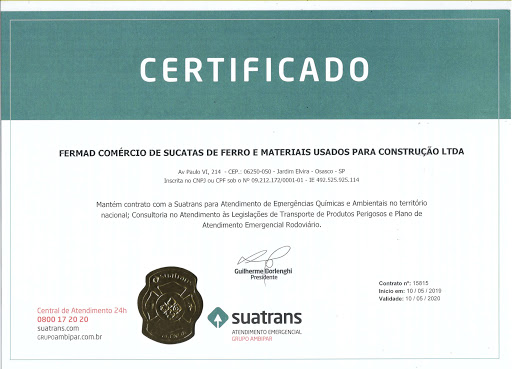 CERTIFICADO
FERMAD COMÉRCIO DE SUCATAS DE FERRO E MATERIAIS USADOS PARA CONSTRUÇÃO LTDA
Av Paulo VI, 214 - CEP.: 06250-050 - Jardim Elvira - Osasco - SP
Inscrita no CNPJ ou CPF sob o Nº 09.212.172/0001-01 - IE 492.525.925.114
Mantém contrato com a Suatrans para Atendimento de Emergências Químicas e Ambientais no território
nacional; Consultoria no Atendimento às Legislações de Transporte de Produtos Perigosos e Plano de
Atendimento Emergencial Rodoviário.
Guilherme Borlenghi
Presidente
Contrato nº: 15615
Início em: 10 / 05 / 2019
Validade: 10 / 05 / 2020
suatrans
Central de Atendimento 24h
0800 17 20 20
suatrans.com
GRUPOAMBIPAR.com.br
suatrans
ATENDIMENTO EMERGENCIAL
GRUPO AMBIPAR